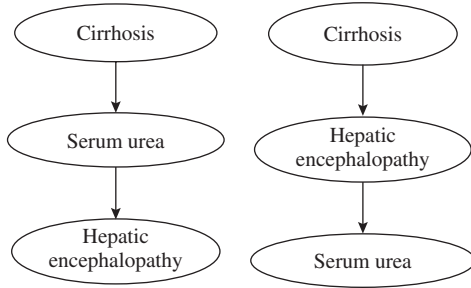 Cirrhosis
Serum urea
Hepatic
encephalopathy
Cirrhosis
Hepatic
encephalopathy
Serum urea